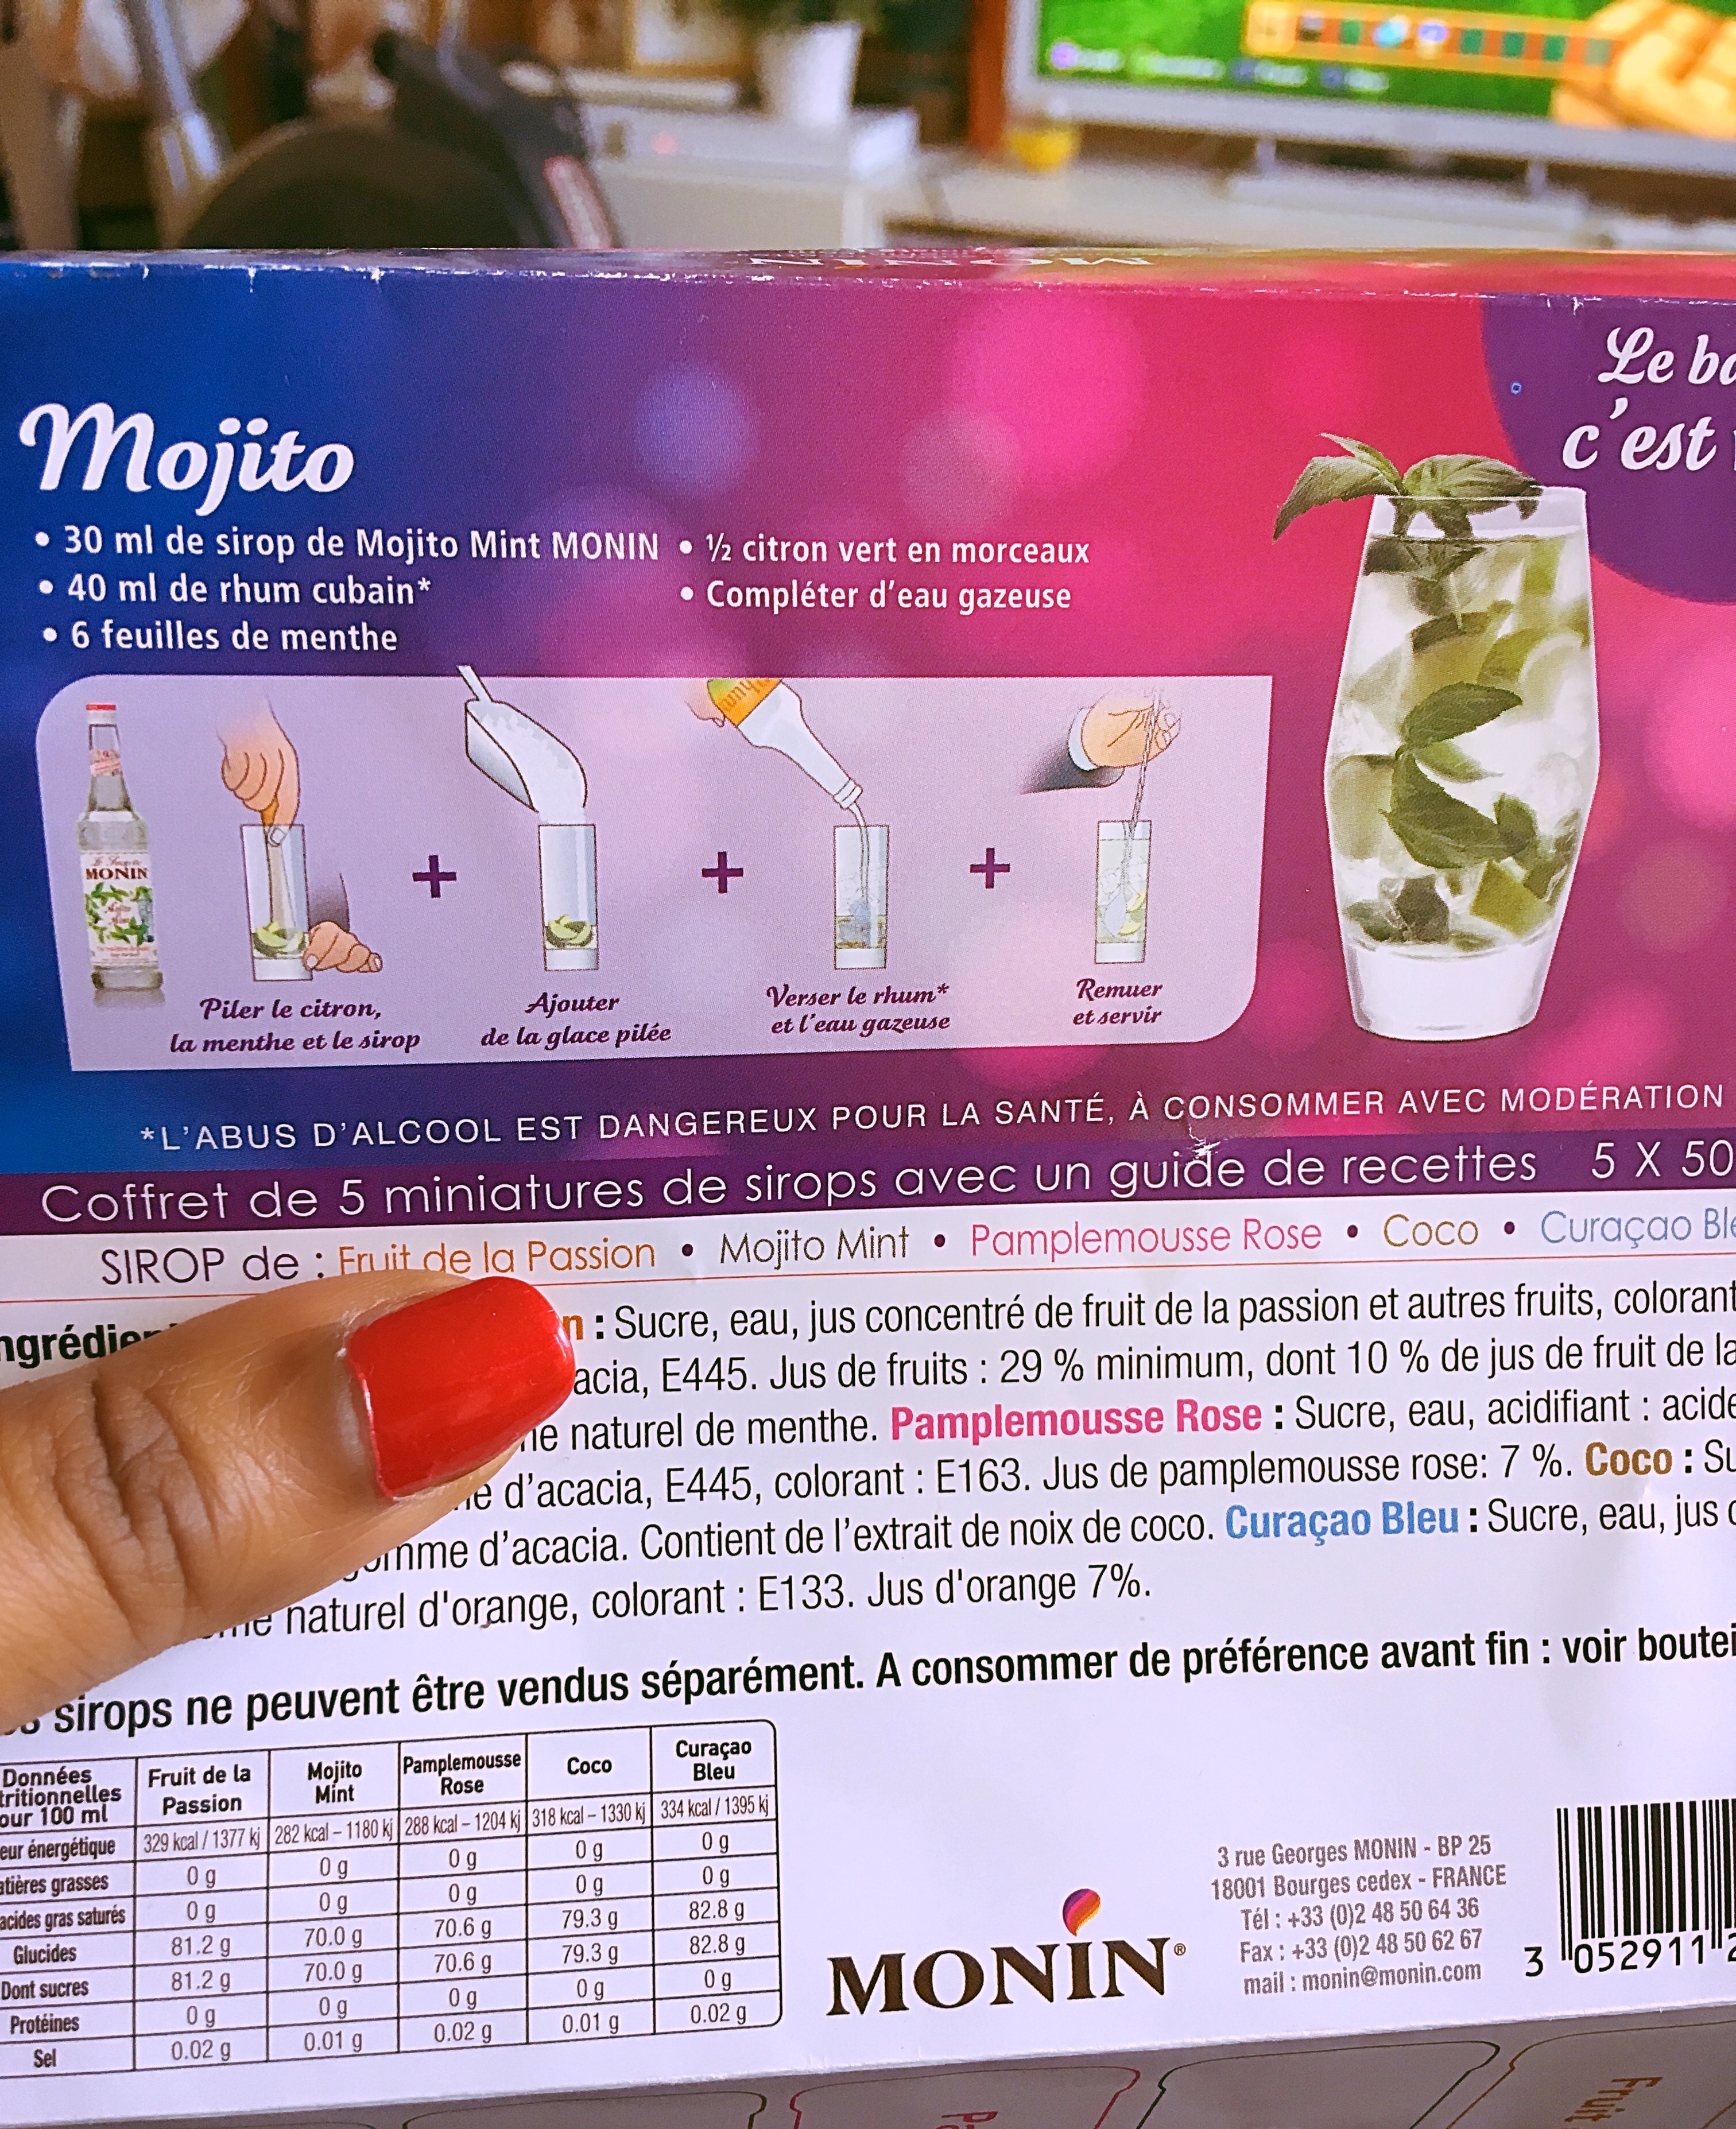 Le
c'est
Mojito
• 30 ml de sirop de Mojito Mint MONIN
• 40 ml de rhum cubain*
• 6 feuilles de menthe
• ½ citron vert en morceaux
• Compléter d'eau gazeuse
MONIN
Piler le citron,
la menthe et le sirop
+
Ajouter
de la glace pilée
+
Verser le rhum*
et l'eau gazeuse
+
Remuer
et servir
*L'ABUS D'ALCOOL EST DANGEREUX POUR LA SANTÉ, À CONSOMMER AVEC MODÉRATION
Coffret de 5 miniatures de sirops avec un guide de recettes 5 X 50
SIROP de : Fruit de la Passion • Mojito Mint • Pamplemousse Rose • Coco • Curaçao
: Sucre, eau, jus concentré de fruit de la passion et autres fruits, colorant
E445. Jus de fruits : 29 % minimum, dont 10 % de jus de fruit de la
naturel de menthe. Pamplemousse Rose : Sucre, eau, acidifiant : acide
d'acacia, E445, colorant : E163. Jus de pamplemousse rose: 7 %. Coco :
d'acacia. Contient de l'extrait de noix de coco. Curaçao Bleu : Sucre, eau, jus
naturel d'orange, colorant : E133. Jus d'orange 7%.
sirops ne peuvent être vendus séparément. A consommer de préférence avant fin : voir
Données Fruit de la Passion Mojito Mint Pamplemousse Rose Coco Curaçao Bleu
100 ml
énergétique 329 kcal / 1377 kj 282 kcal – 1180 kj 288 kcal – 1204 kj 318 kcal – 1330 kj 334 kcal / 1395 kj
grasses 0 g 0 g 0 g 0 g 0 g
acides gras saturés 0 g 0 g 0 g 0 g 0 g
Glucides 81.2 g 70.0 g 70.6 g 79.3 g 82.8 g
Dont sucres 81.2 g 70.0 g 70.6 g 79.3 g 82.8 g
Protéines 0 g 0 g 0 g 0 g 0 g
Sel 0.02 g 0.01 g 0.02 g 0.01 g 0.02 g
MONIN®
3 rue Georges MONIN - BP 25
18001 Bourges cedex - FRANCE
Tél : +33 (0)2 48 50 64 36
Fax : +33 (0)2 48 50 62 67
mail : monin@monin.com
3 052911
Fruit